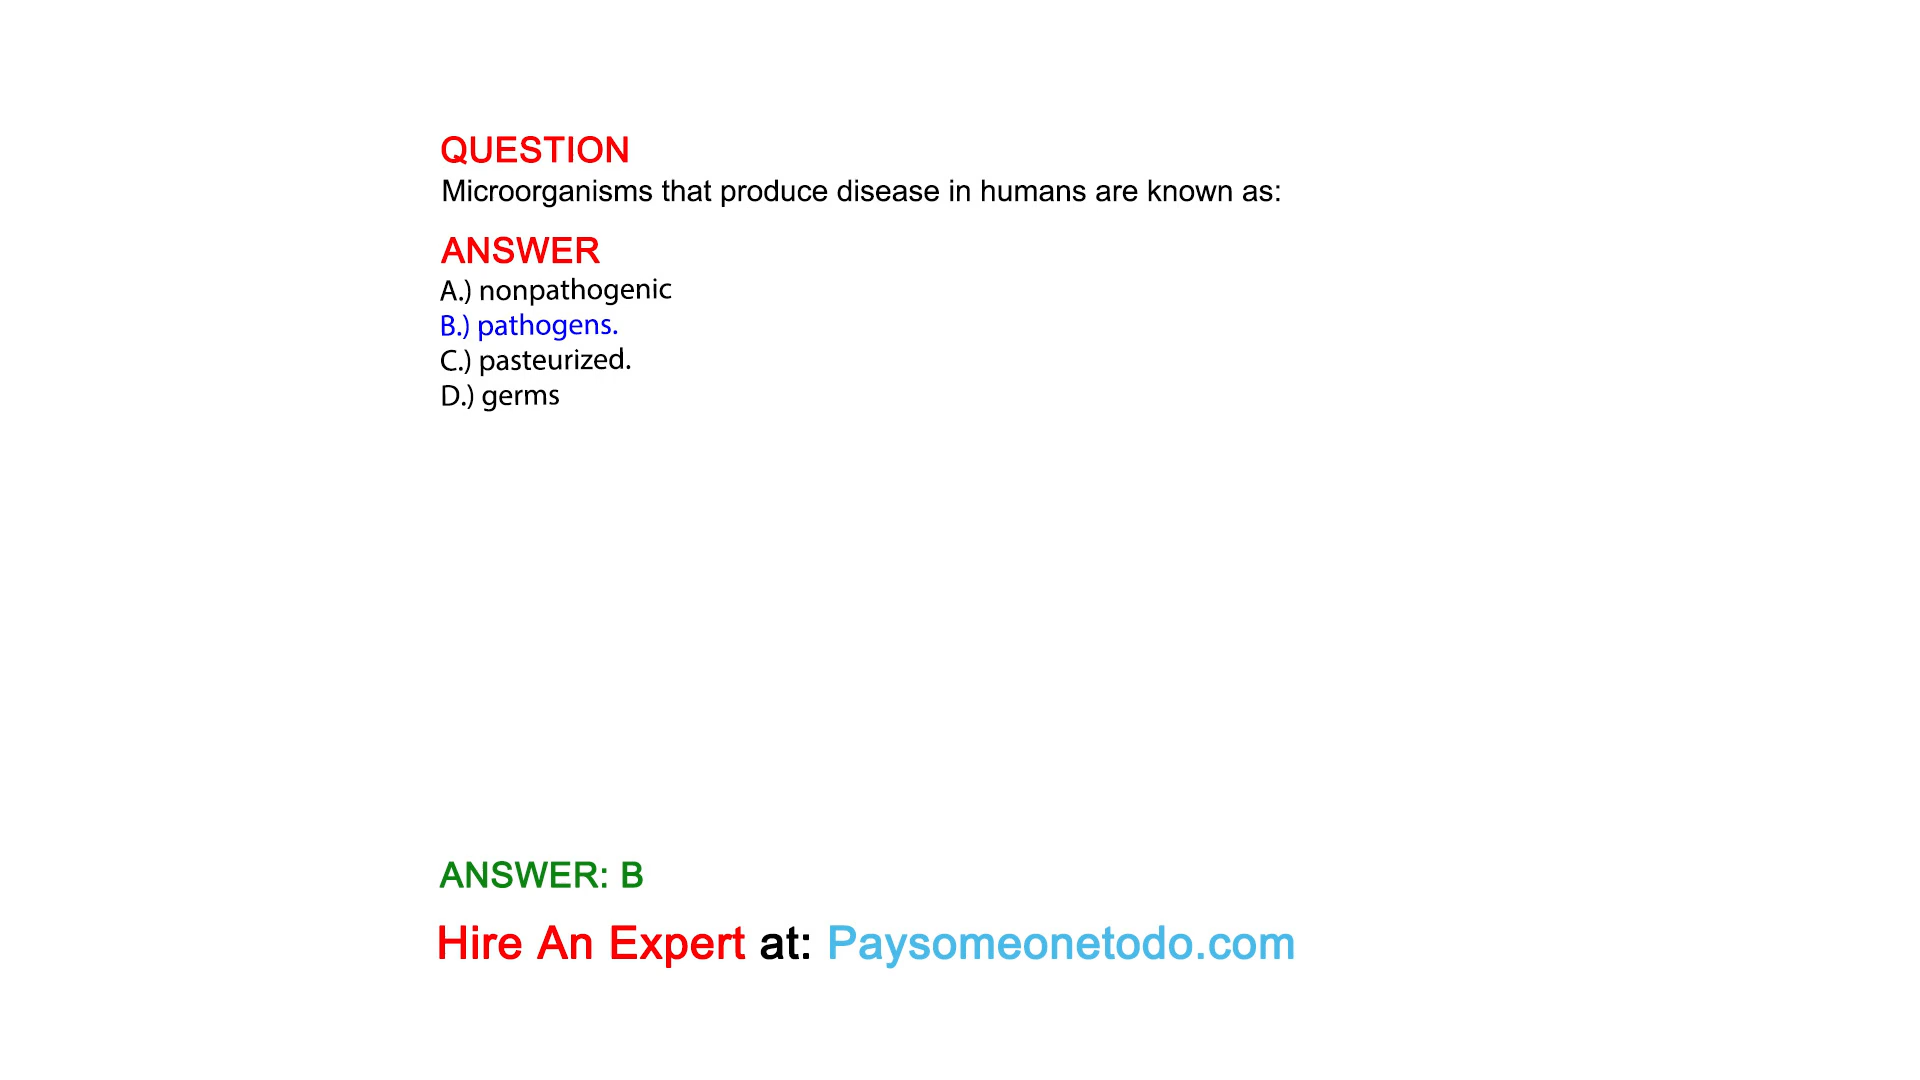 QUESTION
Microorganisms that produce disease in humans are known as:
ANSWER
A.) nonpathogenic
B.) pathogens.
C.) pasteurized.
D.) germs
ANSWER: B
Hire An Expert at: Paysomeonetodo.com